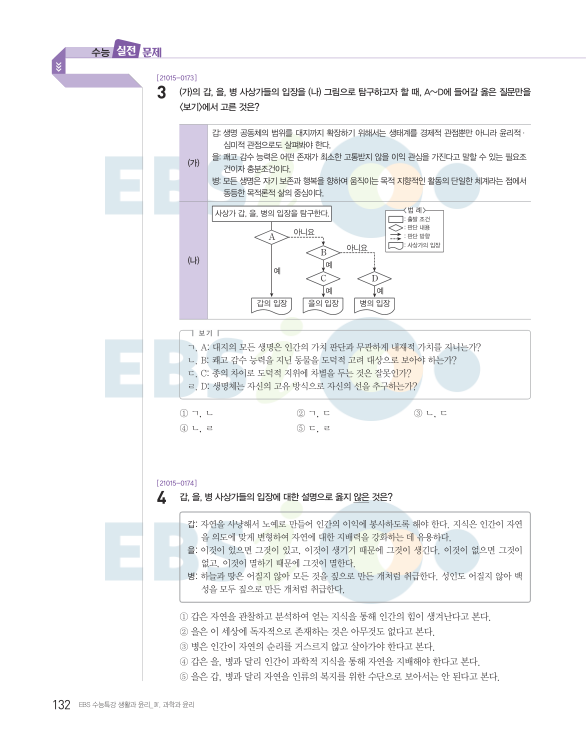 수능 실전 문제
[21015-0173]
3 (가)의 갑, 을, 병 사상가들의 입장을 (나) 그림으로 탐구하고자 할 때, A~D에 들어갈 옳은 질문만을
<보기>에서 고른 것은?
(가)
갑: 생명 공동체의 범위를 대지까지 확장하기 위해서는 생태계를 경제적 관점뿐만 아니라 윤리적·
심미적 관점으로도 살펴봐야 한다.
을: 쾌고 감수 능력은 어떤 존재가 최소한 고통받지 않을 이익 관심을 가진다고 말할 수 있는 필요조
건이자 충분조건이다.
병: 모든 생명은 자기 보존과 행복을 향하여 움직이는 목적 지향적인 활동의 단일한 체계라는 점에서
동등한 목적론적 삶의 중심이다.
(나)
사상가 갑, 을, 병의 입장을 탐구한다.
<범 례>
: 출발 조건
: 판단 내용
: 판단 방향
: 사상가의 입장
A
아니요
B
아니요
예
예
C
D
예
예
갑의 입장
을의 입장
병의 입장
보기
ㄱ. A: 대지의 모든 생명은 인간의 가치 판단과 무관하게 내재적 가치를 지니는가?
ㄴ. B: 쾌고 감수 능력을 지닌 동물을 도덕적 고려 대상으로 보아야 하는가?
ㄷ. C: 종의 차이로 도덕적 지위에 차별을 두는 것은 잘못인가?
ㄹ. D: 생명체는 자신의 고유 방식으로 자신의 선을 추구하는가?
① ㄱ, ㄴ ② ㄱ, ㄷ ③ ㄴ, ㄷ
④ ㄴ, ㄹ ⑤ ㄷ, ㄹ
[21015-0174]
4 갑, 을, 병 사상가들의 입장에 대한 설명으로 옳지 않은 것은?
갑: 자연을 사냥해서 노예로 만들어 인간의 이익에 봉사하도록 해야 한다. 지식은 인간이 자연
을 의도에 맞게 변형하여 자연에 대한 지배력을 강화하는 데 유용하다.
을: 이것이 있으면 그것이 있고, 이것이 생기기 때문에 그것이 생긴다. 이것이 없으면 그것이
없고, 이것이 멸하기 때문에 그것이 멸한다.
병: 하늘과 땅은 어질지 않아 모든 것을 짚으로 만든 개처럼 취급한다. 성인도 어질지 않아 백
성을 모두 짚으로 만든 개처럼 취급한다.
① 갑은 자연을 관찰하고 분석하여 얻는 지식을 통해 인간의 힘이 생겨난다고 본다.
② 을은 이 세상에 독자적으로 존재하는 것은 아무것도 없다고 본다.
③ 병은 인간이 자연의 순리를 거스르지 않고 살아가야 한다고 본다.
④ 갑은 을, 병과 달리 인간이 과학적 지식을 통해 자연을 지배해야 한다고 본다.
⑤ 을은 갑, 병과 달리 자연을 인류의 복지를 위한 수단으로 보아서는 안 된다고 본다.
132 EBS 수능특강 생활과 윤리_Ⅲ. 과학과 윤리
EBS
EBS
EBS